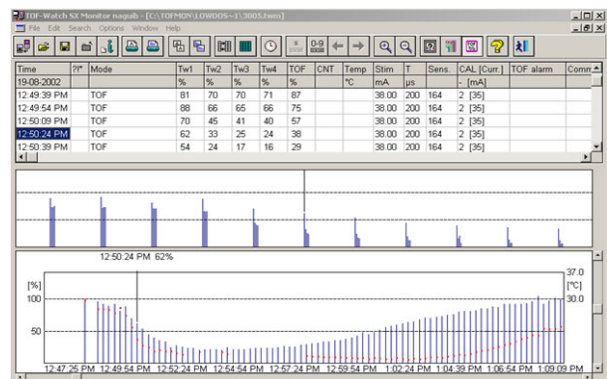 TOF-Watch SX Monitor naguib - [C:\TOFMON\LOWDOS~1\3005.twm]
File Edit Search Options Window Help
Time ?!* Mode Tw1 Tw2 Tw3 Tw4 TOF CNT Temp Stim T Sens. CAL [Curr.] TOF alarm Comm
19-08-2002 % % % % % °C mA µs - [mA]
12:49:39 PM TOF 81 70 70 71 87 38.00 200 164 2 [35]
12:49:54 PM TOF 88 66 65 66 75 38.00 200 164 2 [35]
12:50:09 PM TOF 70 45 41 40 57 38.00 200 164 2 [35]
12:50:24 PM TOF 62 33 25 24 38 38.00 200 164 2 [35]
12:50:39 PM TOF 54 24 17 16 29 38.00 200 164 2 [35]
12:50:24 PM 62%
37.0
[%] [°C]
100 30.0
50
12:47:25 PM 12:49:54 PM 12:52:24 PM 12:54:54 PM 12:57:24 PM 12:59:54 PM 1:02:24 PM 1:04:39 PM 1:06:54 PM 1:09:09 PM